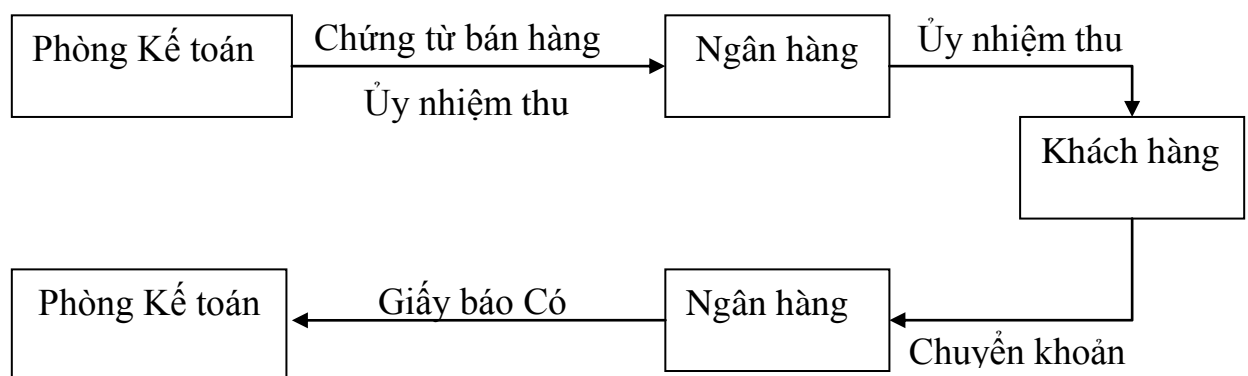 Phòng Kế toán
Chứng từ bán hàng
Ủy nhiệm thu
Ngân hàng
Ủy nhiệm thu
Khách hàng
Phòng Kế toán
Giấy báo Có
Ngân hàng
Chuyển khoản